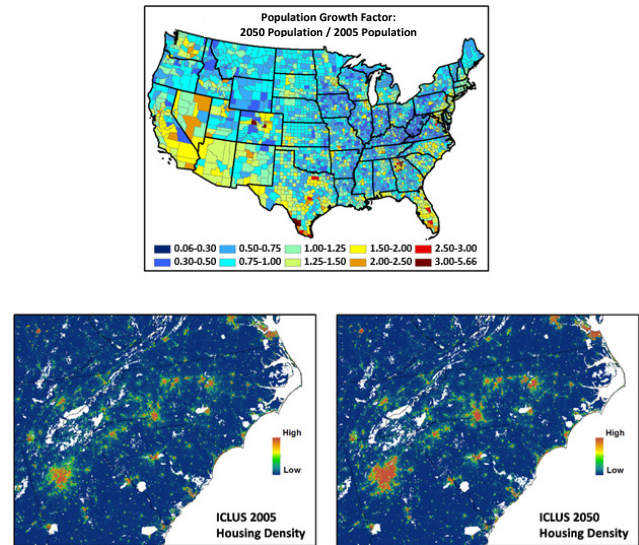 Population Growth Factor:
2050 Population / 2005 Population
0.06-0.30 0.50-0.75 1.00-1.25 1.50-2.00 2.50-3.00
0.30-0.50 0.75-1.00 1.25-1.50 2.00-2.50 3.00-5.66
High
Low
ICLUS 2005
Housing Density
High
Low
ICLUS 2050
Housing Density